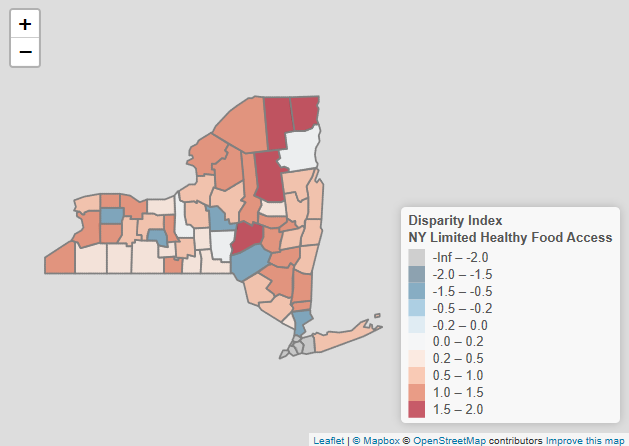 +
−
Disparity Index
NY Limited Healthy Food Access
-Inf – -2.0
-2.0 – -1.5
-1.5 – -0.5
-0.5 – -0.2
-0.2 – 0.0
0.0 – 0.2
0.2 – 0.5
0.5 – 1.0
1.0 – 1.5
1.5 – 2.0
Leaflet | © Mapbox © OpenStreetMap contributors Improve this map